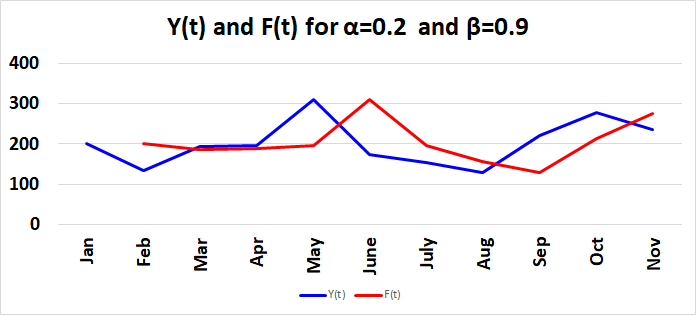 Y(t) and F(t) for α=0.2 and β=0.9
400
300
200
100
0
Jan Feb Mar Apr May June July Aug Sep Oct Nov
Y(t) F(t)